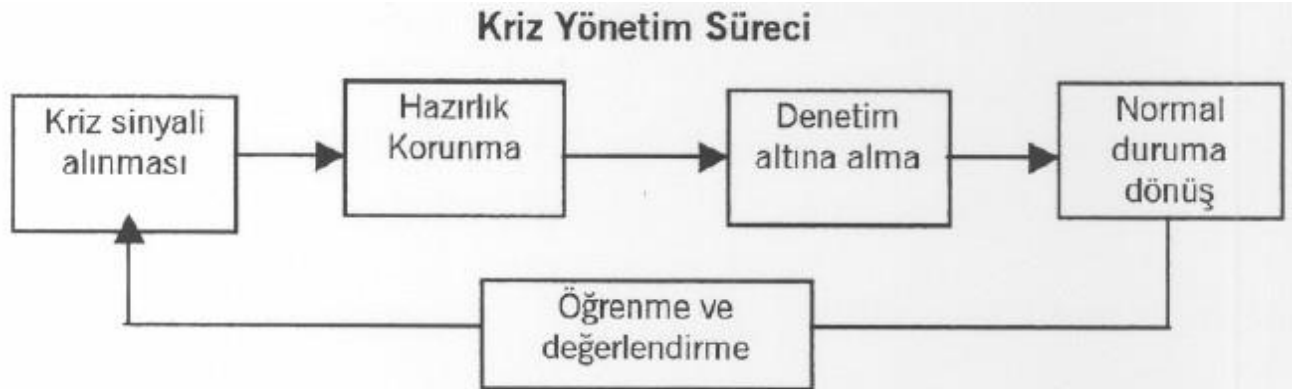 Kriz Yönetim Süreci
Kriz sinyali
alınması
Hazırlık
Korunma
Denetim
altına alma
Normal
duruma
dönüş
Öğrenme ve
değerlendirme